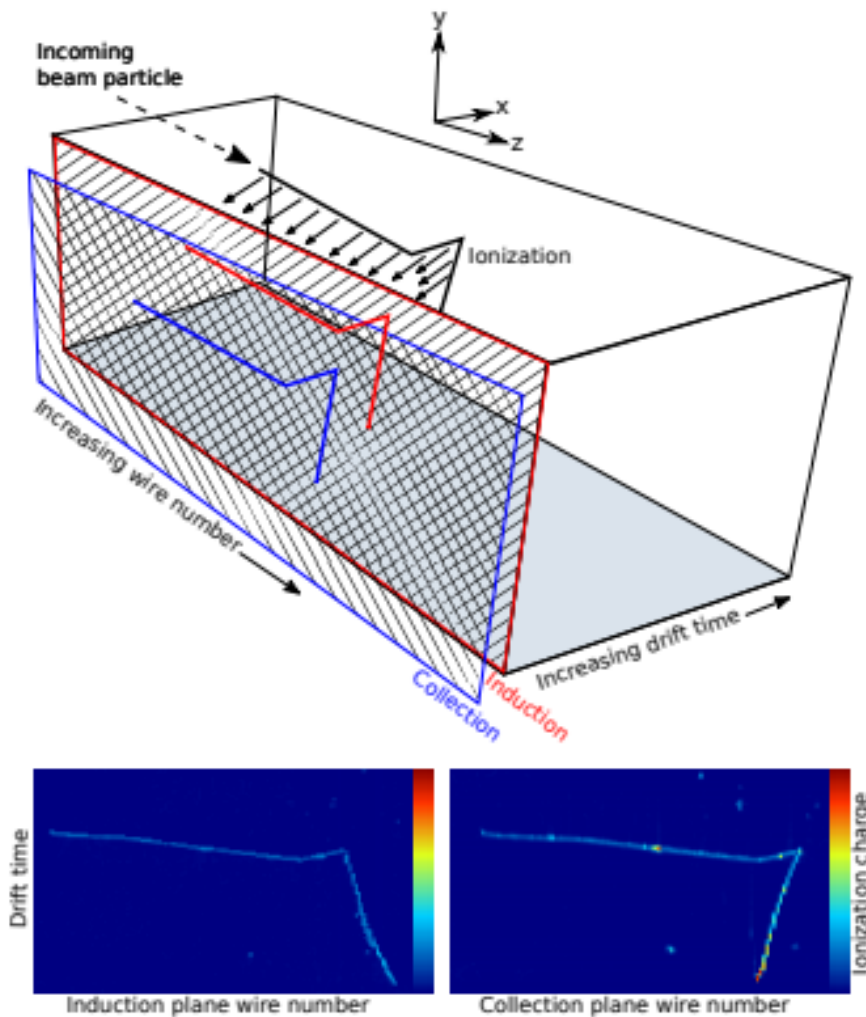 y
Incoming
beam particle
x
z
Ionization
Increasing wire number
Increasing drift time
Induction
Collection
Drift time
Ionization charge
Induction plane wire number
Collection plane wire number